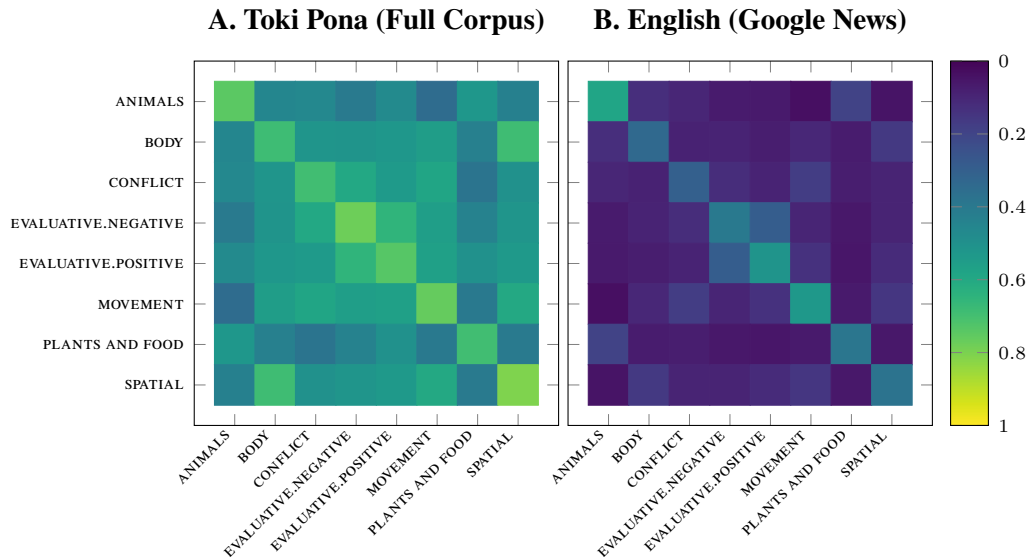 A. Toki Pona (Full Corpus)
B. English (Google News)
ANIMALS
BODY
CONFLICT
EVALUATIVE.NEGATIVE
EVALUATIVE.POSITIVE
MOVEMENT
PLANTS AND FOOD
SPATIAL
ANIMALS
BODY
CONFLICT
EVALUATIVE.NEGATIVE
EVALUATIVE.POSITIVE
MOVEMENT
PLANTS AND FOOD
SPATIAL
ANIMALS
BODY
CONFLICT
EVALUATIVE.NEGATIVE
EVALUATIVE.POSITIVE
MOVEMENT
PLANTS AND FOOD
SPATIAL
0
0.2
0.4
0.6
0.8
1